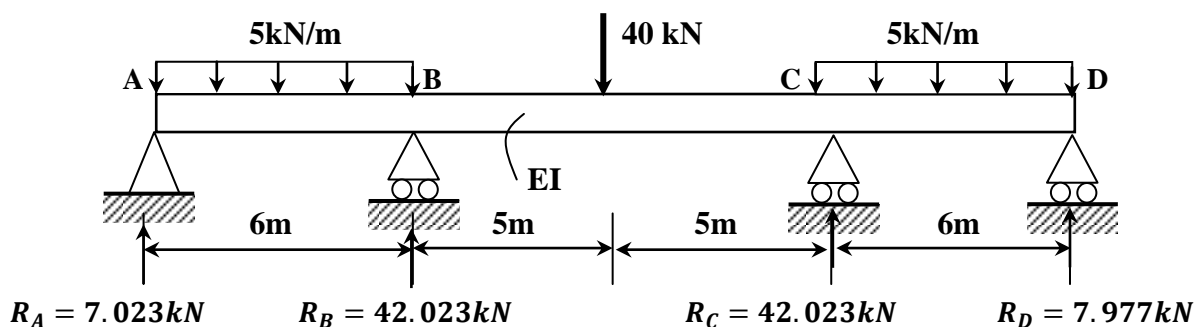 5kN/m 40 kN 5kN/m
A B C D
EI
6m 5m 5m 6m
R_A = 7.023kN R_B = 42.023kN R_C = 42.023kN R_D = 7.977kN